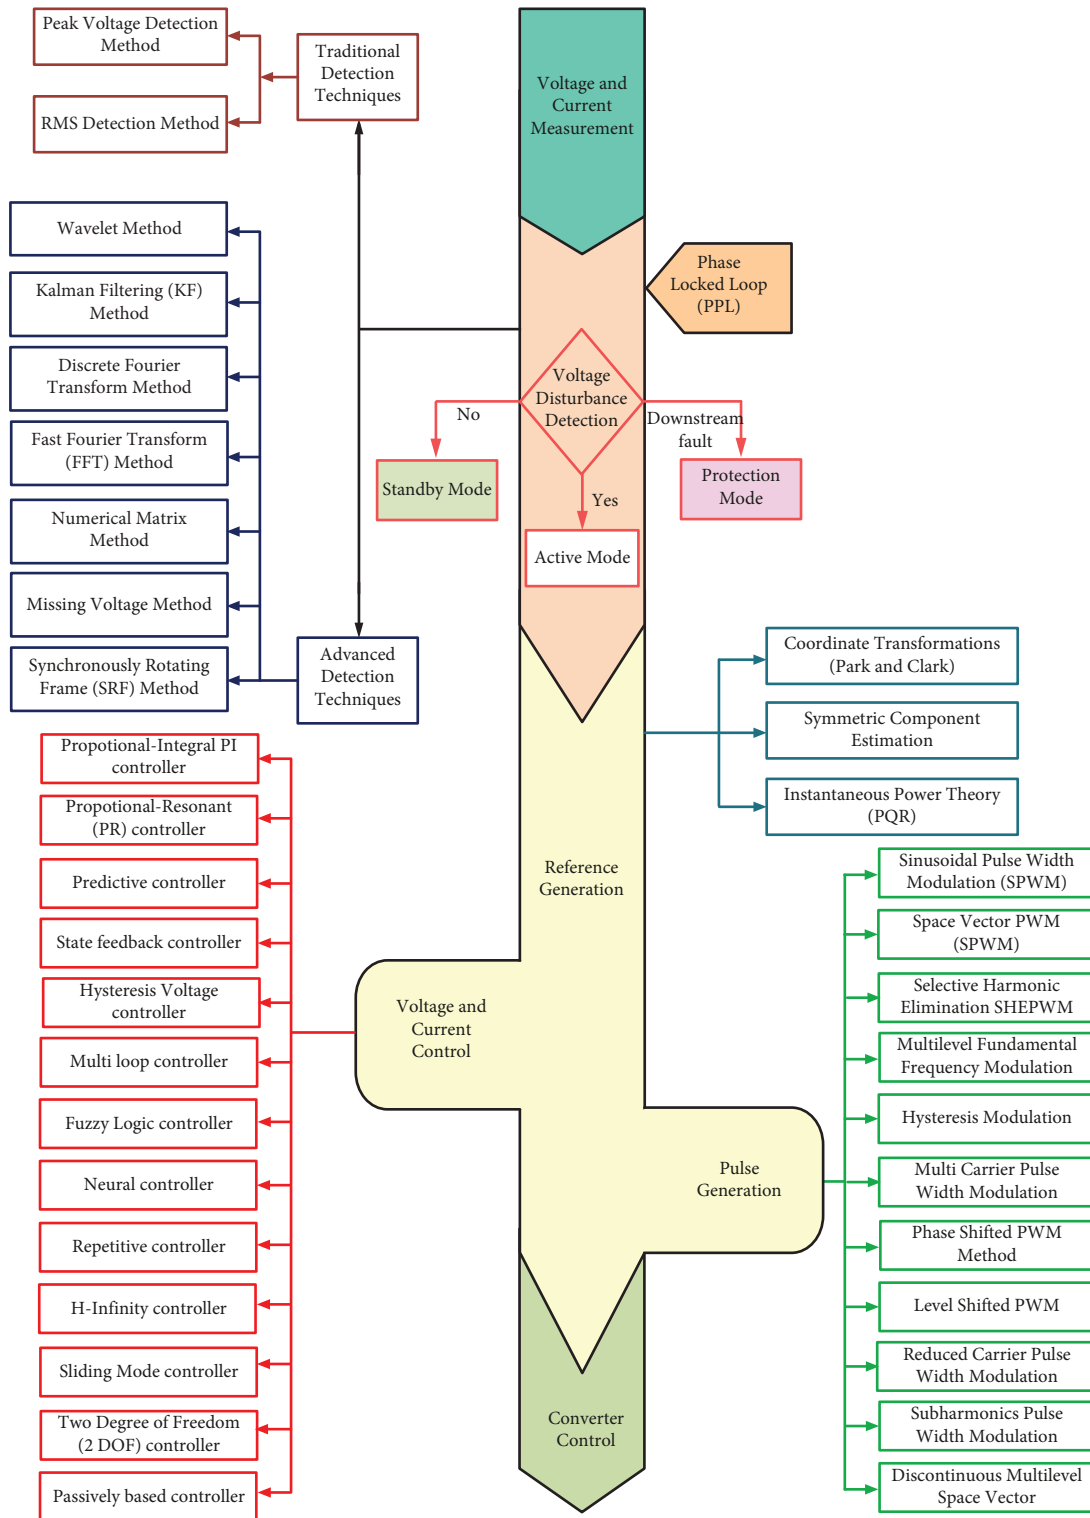 Peak Voltage Detection
Method
RMS Detection Method
Traditional
Detection
Techniques
Voltage and
Current
Measurement
Phase
Locked Loop
(PPL)
Wavelet Method
Kalman Filtering (KF)
Method
Discrete Fourier
Transform Method
Fast Fourier Transform
(FFT) Method
Numerical Matrix
Method
Missing Voltage Method
Synchronously Rotating
Frame (SRF) Method
Advanced
Detection
Techniques
Voltage
Disturbance
Detection
No
Downstream
fault
Yes
Standby Mode
Protection
Mode
Active Mode
Coordinate Transformations
(Park and Clark)
Symmetric Component
Estimation
Instantaneous Power Theory
(PQR)
Reference
Generation
Propotional-Integral PI
controller
Propotional-Resonant
(PR) controller
Predictive controller
State feedback controller
Hysteresis Voltage
controller
Multi loop controller
Fuzzy Logic controller
Neural controller
Repetitive controller
H-Infinity controller
Sliding Mode controller
Two Degree of Freedom
(2 DOF) controller
Passively based controller
Voltage and
Current
Control
Pulse
Generation
Sinusoidal Pulse Width
Modulation (SPWM)
Space Vector PWM
(SPWM)
Selective Harmonic
Elimination SHEPWM
Multilevel Fundamental
Frequency Modulation
Hysteresis Modulation
Multi Carrier Pulse
Width Modulation
Phase Shifted PWM
Method
Level Shifted PWM
Reduced Carrier Pulse
Width Modulation
Subharmonics Pulse
Width Modulation
Discontinuous Multilevel
Space Vector
Converter
Control